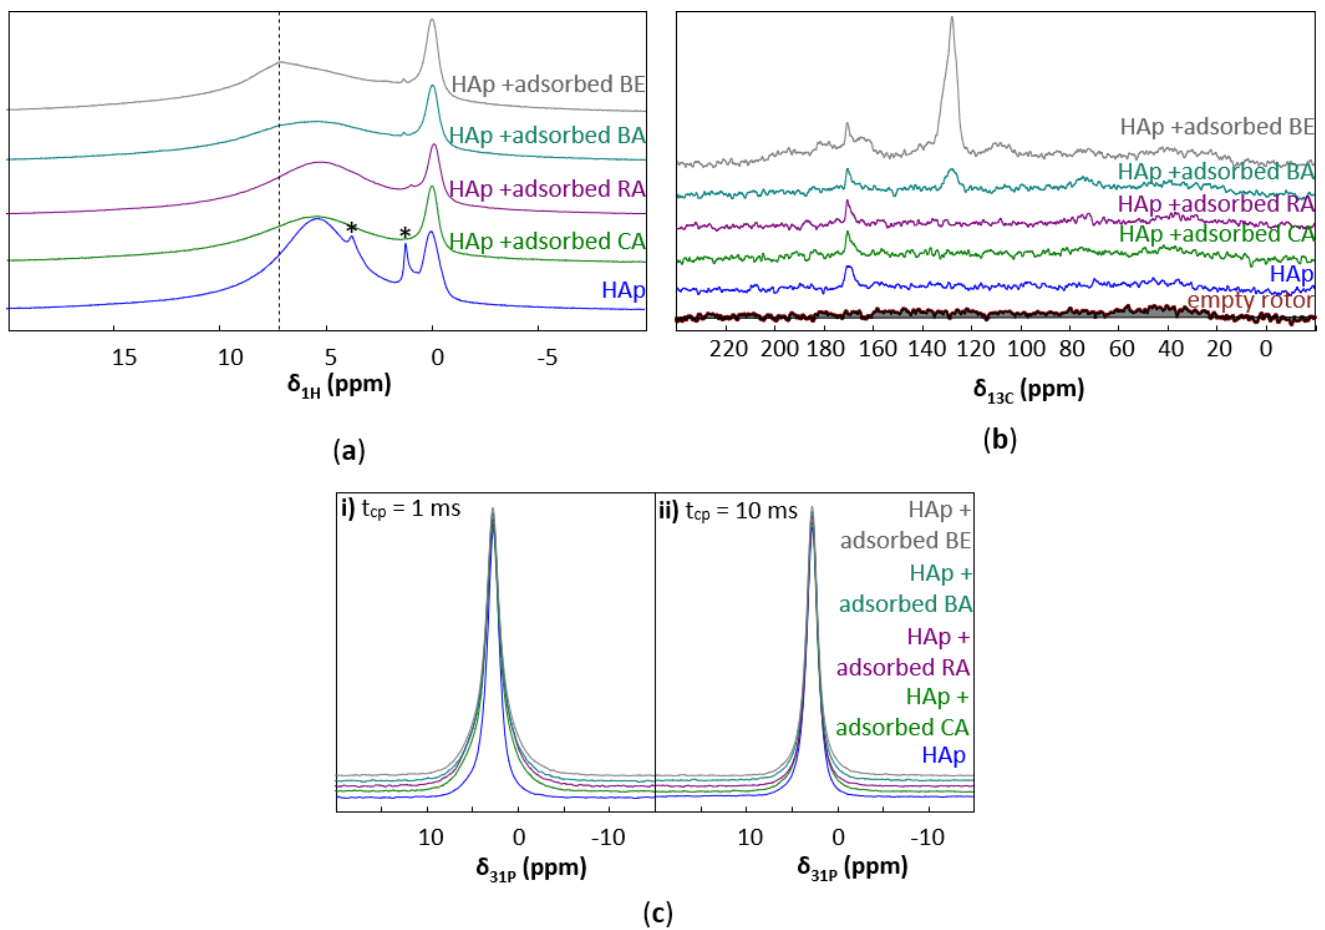 HAp +adsorbed BE
HAp +adsorbed BA
HAp +adsorbed RA
* * HAp +adsorbed CA
HAp
15 10 5 0 -5
δ1H (ppm)
(a)
HAp +adsorbed BE
HAp +adsorbed BA
HAp +adsorbed RA
HAp +adsorbed CA
HAp
empty rotor
220 200 180 160 140 120 100 80 60 40 20 0
δ13C (ppm)
(b)
i) tcp = 1 ms
10 0 -10
δ31P (ppm)
ii) tcp = 10 ms
HAp +
adsorbed BE
HAp +
adsorbed BA
HAp +
adsorbed RA
HAp +
adsorbed CA
HAp
10 0 -10
δ31P (ppm)
(c)